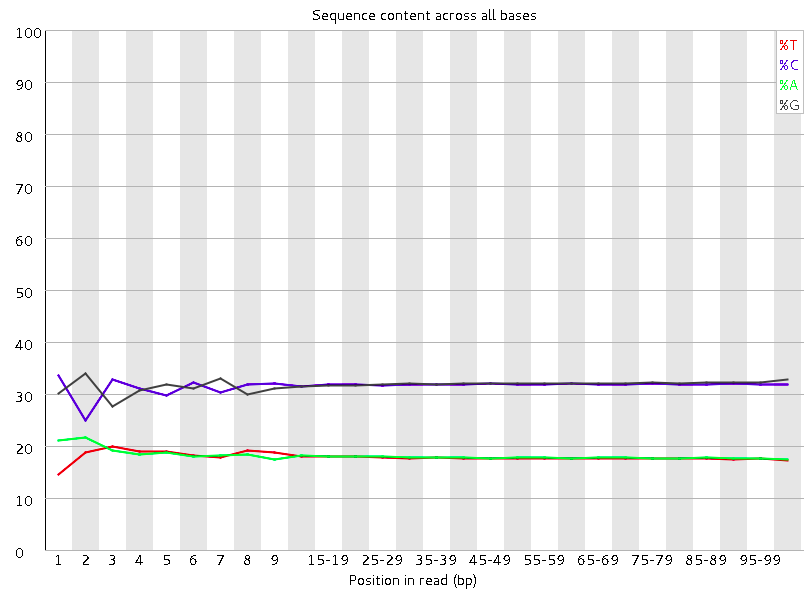 Sequence content across all bases
%T
%C
%A
%G
100
90
80
70
60
50
40
30
20
10
0
1 2 3 4 5 6 7 8 9 15-19 25-29 35-39 45-49 55-59 65-69 75-79 85-89 95-99
Position in read (bp)